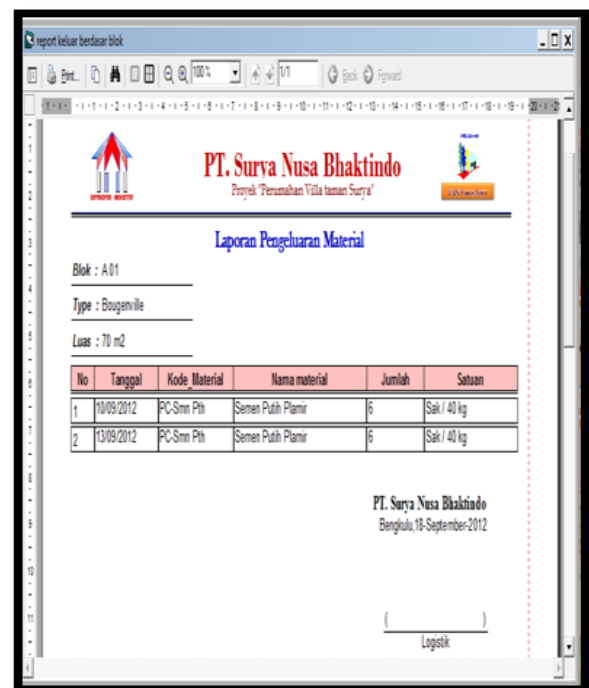 report keluar berdasar blok
Print... 100% 1/1 Back Forward
PT. Surya Nusa Bhaktindo
Proyek "Perumahan Villa taman Surya"
Laporan Pengeluaran Material
Blok : A.01
Type : Bougenville
Luas : 70 m2
No Tanggal Kode_Material Nama material Jumlah Satuan
1 10/09/2012 PC-Smn Pth Semen Putih Plamir 6 Sak / 40 kg
2 13/09/2012 PC-Smn Pth Semen Putih Plamir 6 Sak / 40 kg
PT. Surya Nusa Bhaktindo
Bengkulu,18-September-2012
( )
Logistik